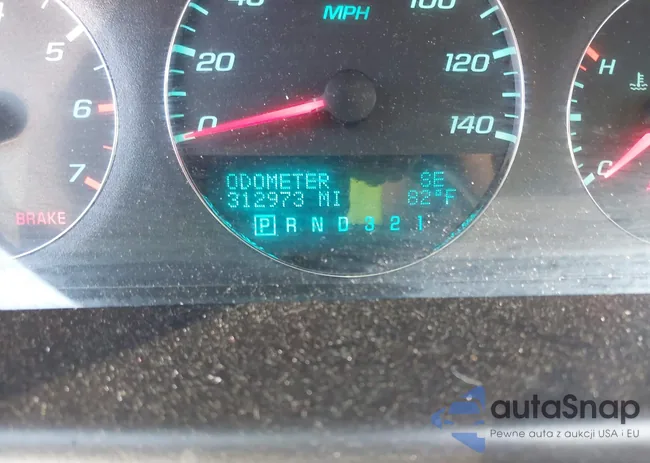 40 MPH 100
20 120
0 140
5
6
7
BRAKE
H
C
ODOMETER SE
312973 MI 82°F
P R N D 3 2 1
autoSnap
Pewne auta z aukcji USA i EU